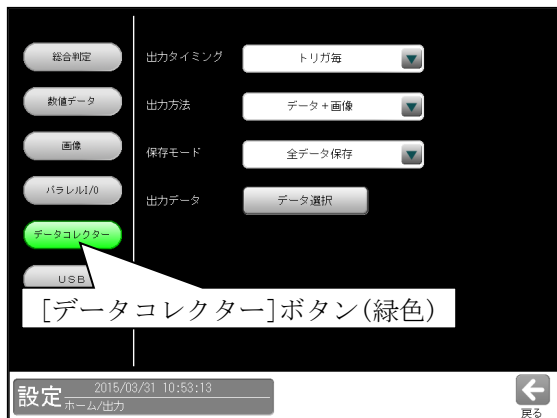 総合判定
数値データ
画像
パラレルI/O
データコレクター
USB
出力タイミング トリガ毎
出力方法 データ+画像
保存モード 全データ保存
出力データ データ選択
[データコレクター]ボタン(緑色)
設定 2015/03/31 10:53:13
ホーム/出力
戻る